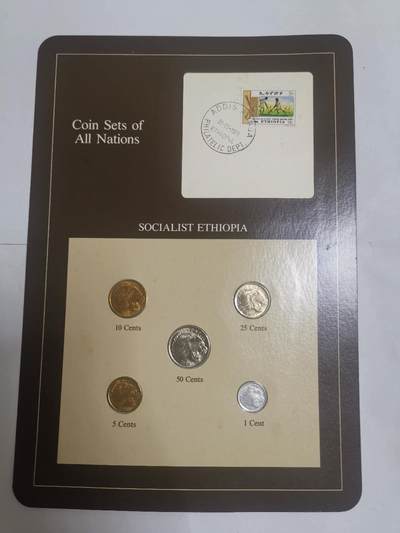 Coin Sets of
All Nations
ADDIS
PHILATELIC DEPT.
ኢትዮጵያ
ETHIOPIA
SOCIALIST ETHIOPIA
10 Cents
25 Cents
50 Cents
5 Cents
1 Cent